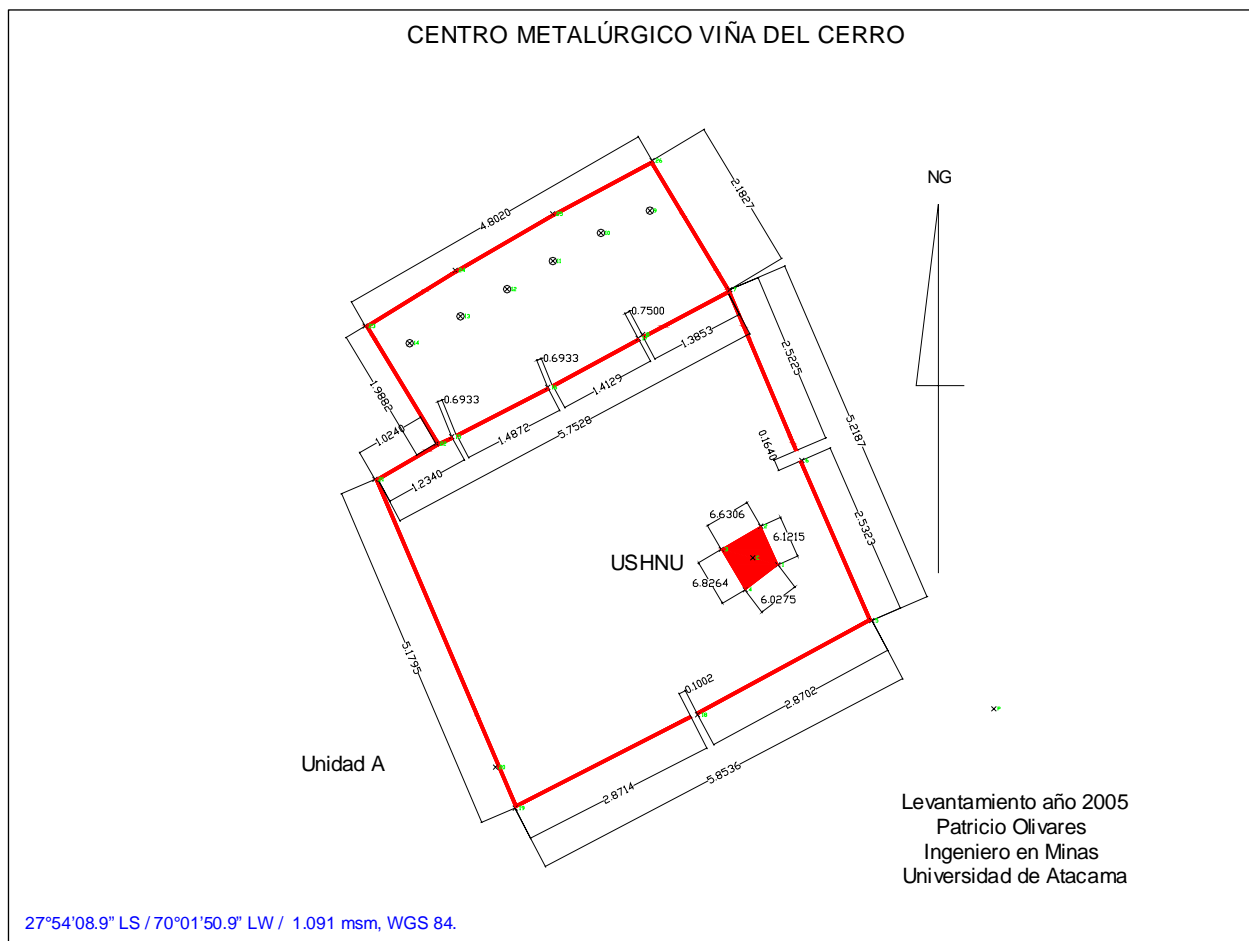 CENTRO METALÚRGICO VIÑA DEL CERRO
NG
4.8020
2.1827
0.7500
1.3853
0.6933
1.4129
1.9882
0.6933
1.4872
5.7528
1.0240
1.2340
2.5225
5.2187
0.1640
2.5323
6.6306
6.1215
USHNU
6.8264
6.0275
5.1795
0.1002
2.8702
2.8714
5.8536
Unidad A
Levantamiento año 2005
Patricio Olivares
Ingeniero en Minas
Universidad de Atacama
27°54'08.9" LS / 70°01'50.9" LW / 1.091 msm, WGS 84.